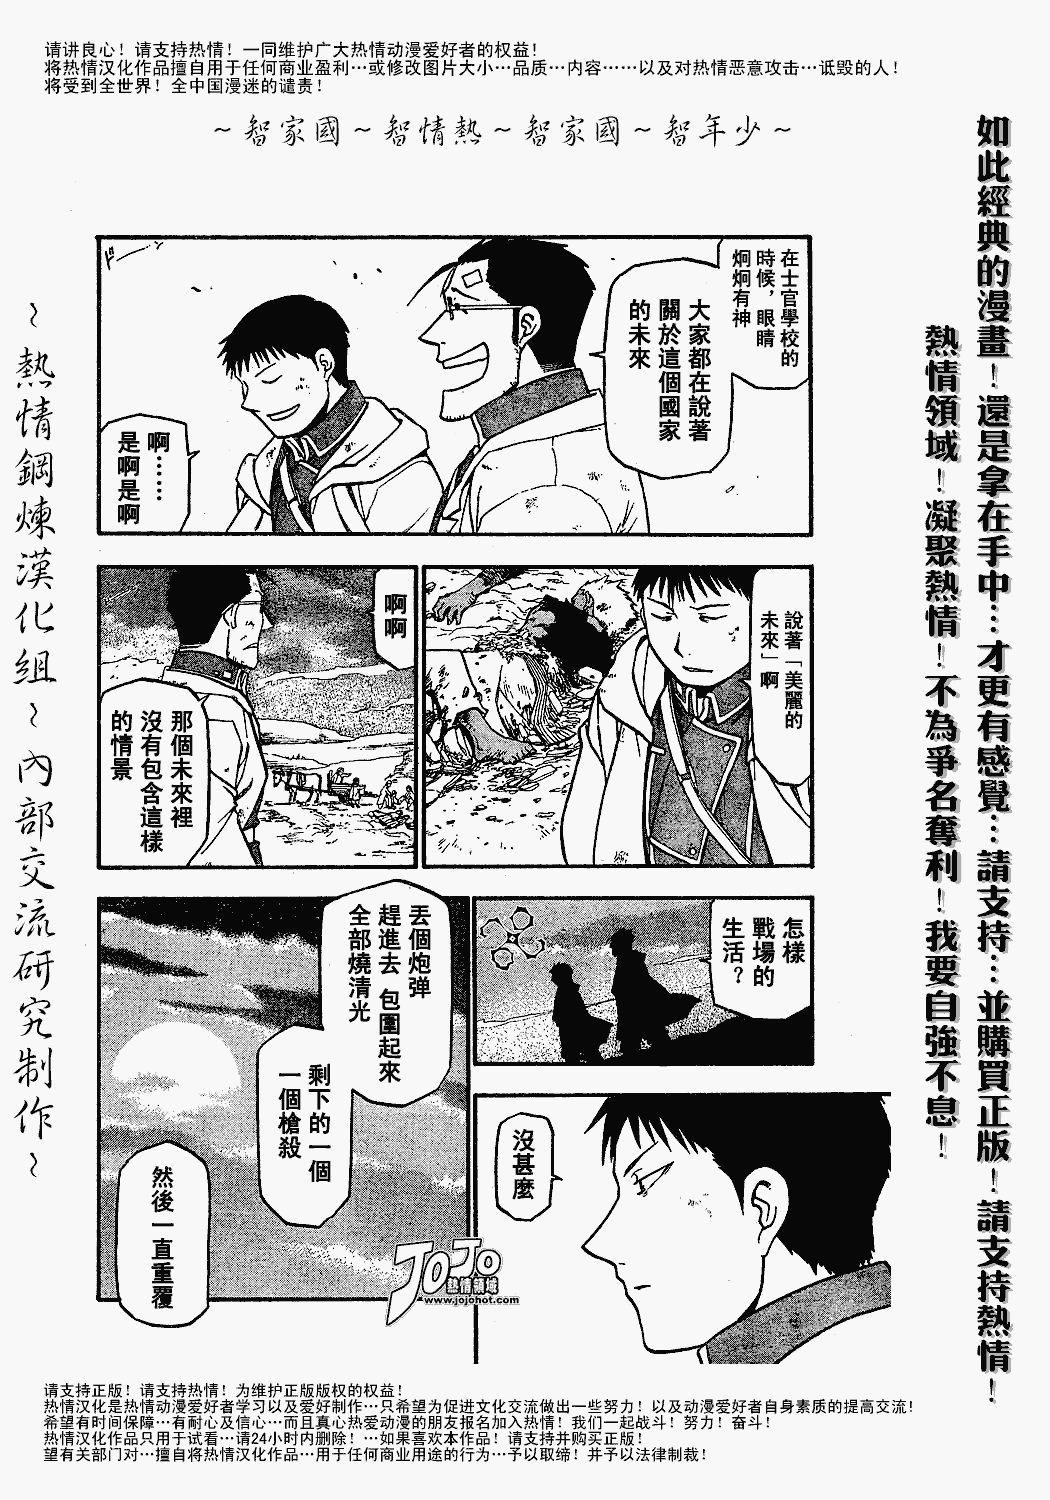 请讲良心！请支持热情！一同维护广大热情动漫爱好者的权益！
将热情汉化作品擅自用于任何商业盈利…或修改图片大小…品质…内容……以及对热情恶意攻击…诋毁的人！
将受到全世界！全中国漫迷的谴责！
～智家國～智情熱～智家國～智年少～
如此經典的漫畫！還是拿在手中…才更有感覺…請支持…並購買正版！請支持熱情！
熱情領域！凝聚熱情！不為爭名奪利！我要自強不息！
～熱情鋼煉漢化組～內部交流研究制作～
在士官學校的
時候，眼睛
炯炯有神
大家都在說著
關於這個國家
的未來
啊……
是啊是啊
說著「美麗的
未來」啊
啊啊
那個未來裡
沒有包含這樣
的情景
怎樣
戰場的
生活？
沒甚麼
丟個炮弹
趕進去 包圍起來
全部燒清光
剩下的一個
一個槍殺
然後一直重覆
JOJO
熱情領域
www.jojohot.com
请支持正版！请支持热情！为维护正版版权的权益！
热情汉化是热情动漫爱好者学习以及爱好制作…只希望为促进文化交流做出一些努力！以及动漫爱好者自身素质的提高交流！
希望有时间保障…有耐心及信心…而且真心热爱动漫的朋友报名加入热情！我们一起战斗！努力！奋斗！
热情汉化作品只用于试看…请24小时内删除！…如果喜欢本作品！请支持并购买正版！
望有关部门对…擅自将热情汉化作品…用于任何商业用途的行为…予以取缔！并予以法律制裁！